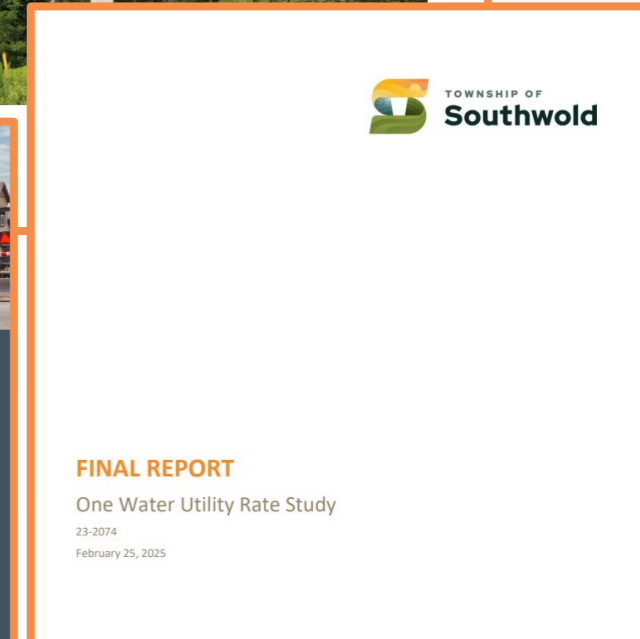 TOWNSHIP OF
Southwold
FINAL REPORT
One Water Utility Rate Study
23-2074
February 25, 2025